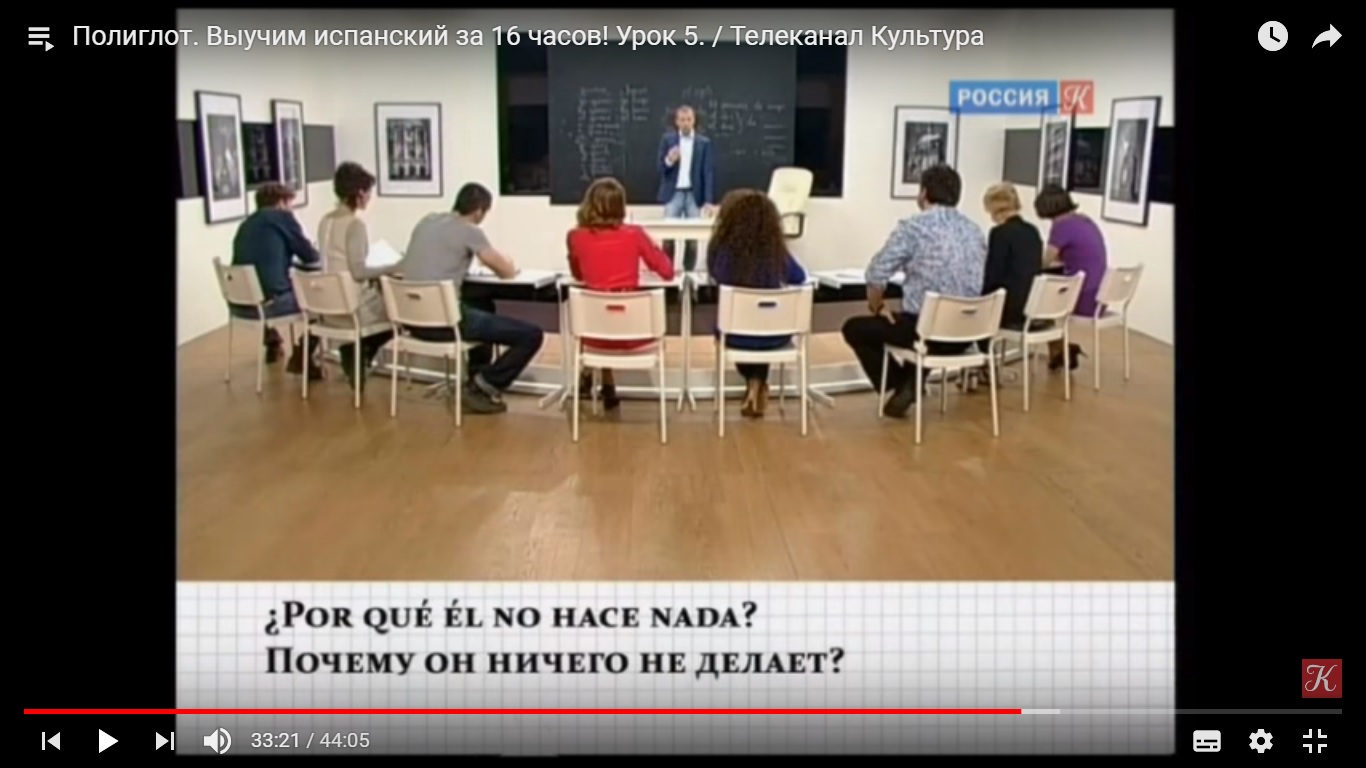 Полиглот. Выучим испанский за 16 часов! Урок 5. / Телеканал Культура
РОССИЯ К
¿Por qué él no hace nada?
Почему он ничего не делает?
К
33:21 / 44:05